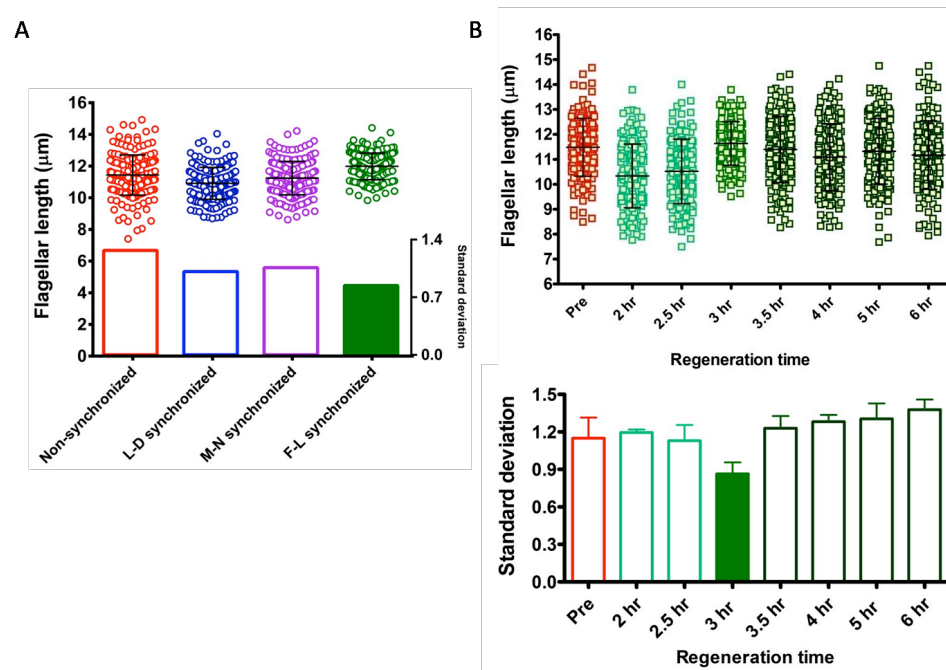 A
Flagellar length (μm)
16
14
12
10
8
6
4
2
0
1.4
0.7
0.0
Standard deviation
Non-synchronized
L-D synchronized
M-N synchronized
F-L synchronized
B
Flagellar length (μm)
16
15
14
13
12
11
10
9
8
7
6
Pre
2 hr
2.5 hr
3 hr
3.5 hr
4 hr
5 hr
6 hr
Regeneration time
Standard deviation
1.5
1.2
0.9
0.6
0.3
0.0
Pre
2 hr
2.5 hr
3 hr
3.5 hr
4 hr
5 hr
6 hr
Regeneration time